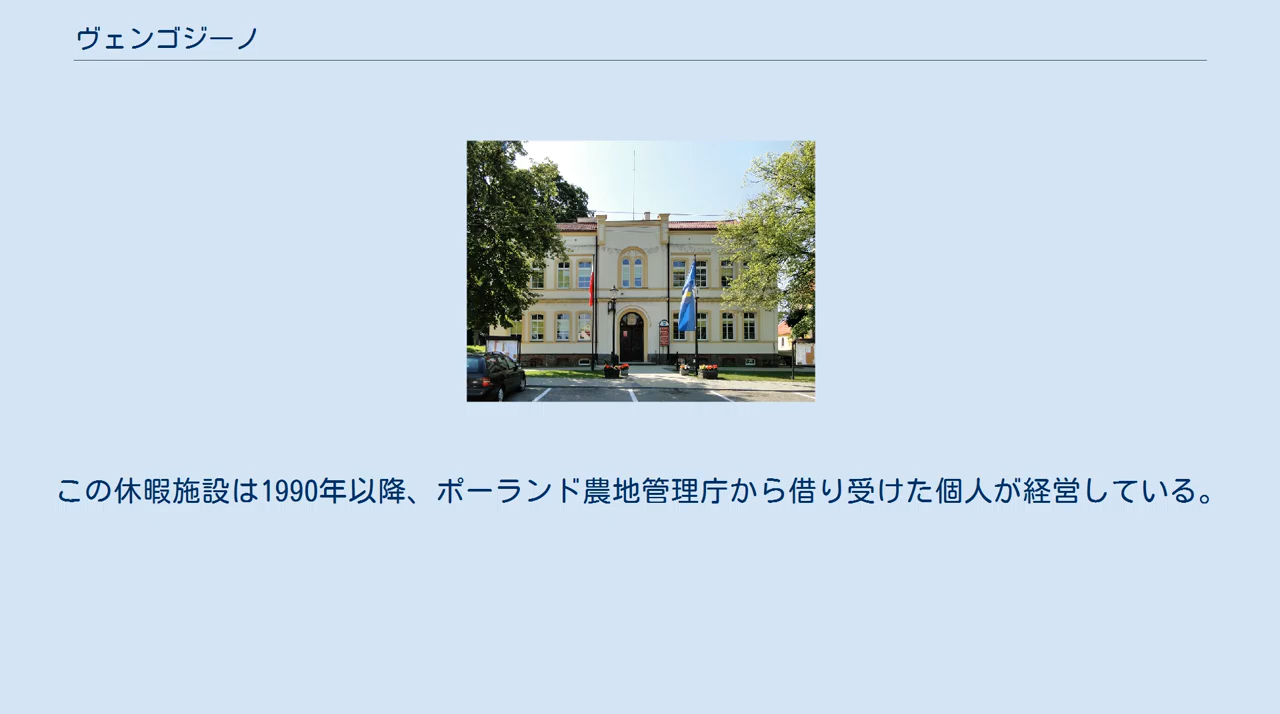 ヴェンゴジーノ
この休暇施設は1990年以降、ポーランド農地管理庁から借り受けた個人が経営している。